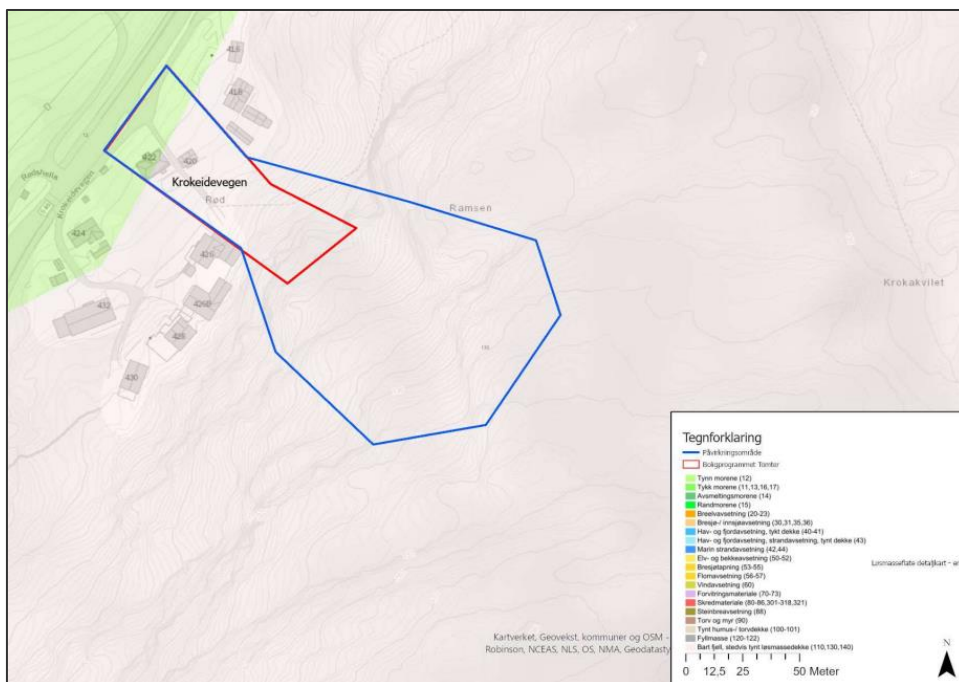 416
418
422
420
Rødshella
Krokeidevegen
Krokeidevegen
Rød
Ramsen
Krokakvilet
424
426B
432
428
430
Tegnforklaring
Påvirkningsområde
Boligprogrammet Tomter
Tynn morene (12)
Tykk morene (11,13,16,17)
Avsmeltingsmorene (14)
Randmorene (15)
Breelvavsetning (20-23)
Bresjø-/ innsjøavsetning (30,31,35,36)
Hav- og fjordavsetning, tykt dekke (40-41)
Hav- og fjordavsetning, strandavsetning, tynt dekke (43)
Marin strandavsetning (42,44)
Elv- og bekkeavsetning (50-52)
Bresjøtapning (53-55)
Flomavsetning (56-57)
Vindavsetning (60)
Forvitringsmateriale (70-73)
Skredmateriale (80-86,301-318,321)
Steinbreavsetning (88)
Torv og myr (90)
Tynt humus-/ torvdekke (100-101)
Fyllmasse (120-122)
Bart fjell, stedvis tynt løsmassedekke (110,130,140)
Løsmasseflate detaljkart - en
0 12,5 25 50 Meter
N
Kartverket, Geovekst, kommuner og OSM -
Robinson, NCEAS, NLS, OS, NMA, Geodatasty